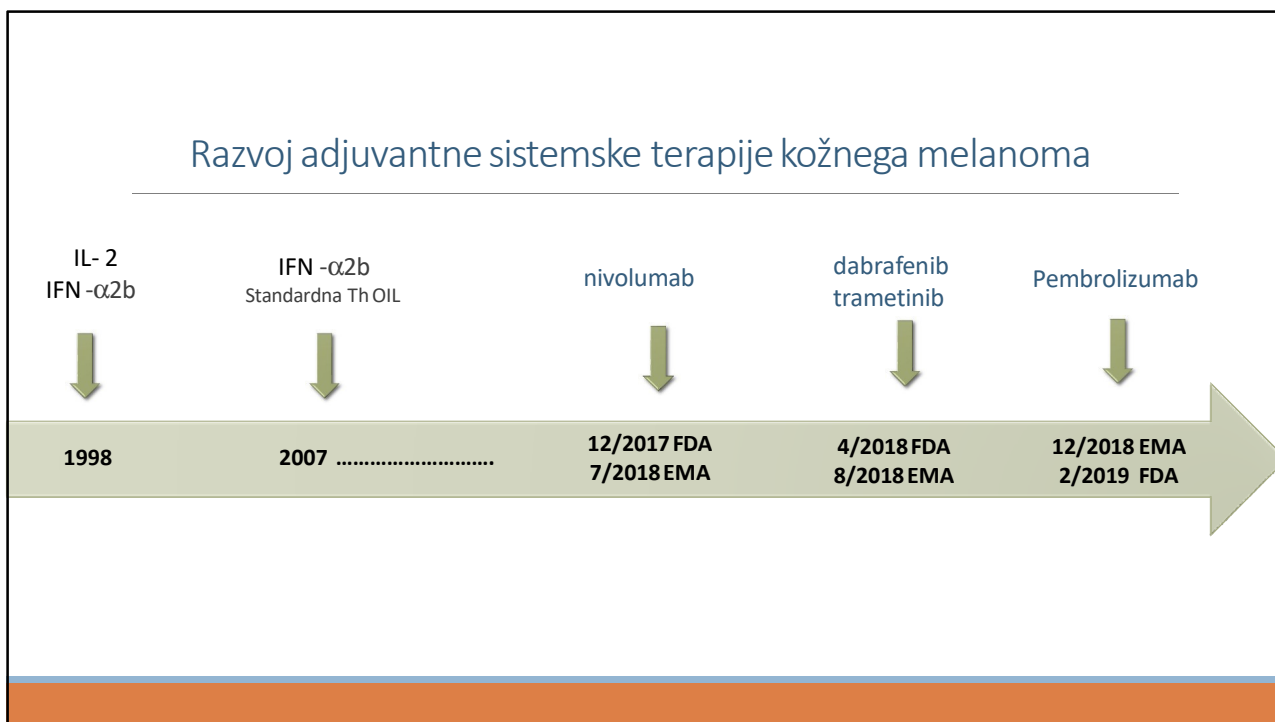 Razvoj adjuvantne sistemske terapije kožnega melanoma
IL- 2
IFN -α2b
IFN -α2b
Standardna Th OIL
nivolumab
dabrafenib
trametinib
Pembrolizumab
1998
2007 ...............................
12/2017 FDA
7/2018 EMA
4/2018 FDA
8/2018 EMA
12/2018 EMA
2/2019 FDA